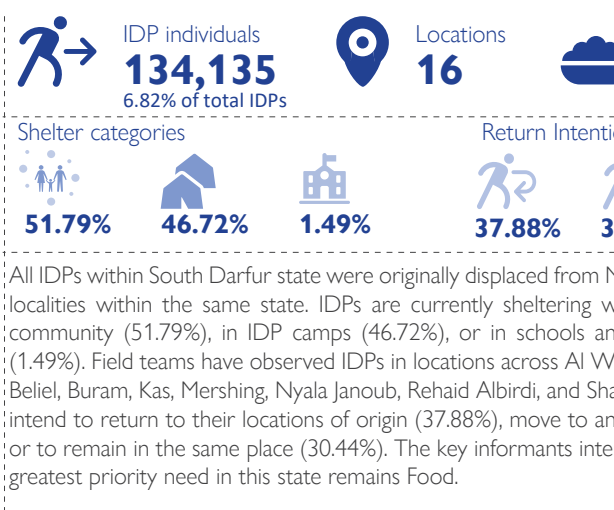 IDP individuals
134,135
6.82% of total IDPs
Locations
16
Shelter categories
51.79%
46.72%
1.49%
Return
37.88%
All IDPs within South Darfur state were originally displaced from
localities within the same state. IDPs are currently sheltering
community (51.79%), in IDP camps (46.72%), or in schools
(1.49%). Field teams have observed IDPs in locations across Al
Beliel, Buram, Kas, Mershing, Nyala Janoub, Rehaid Albirdi, and
intend to return to their locations of origin (37.88%), move to
or to remain in the same place (30.44%). The key informants
greatest priority need in this state remains Food.